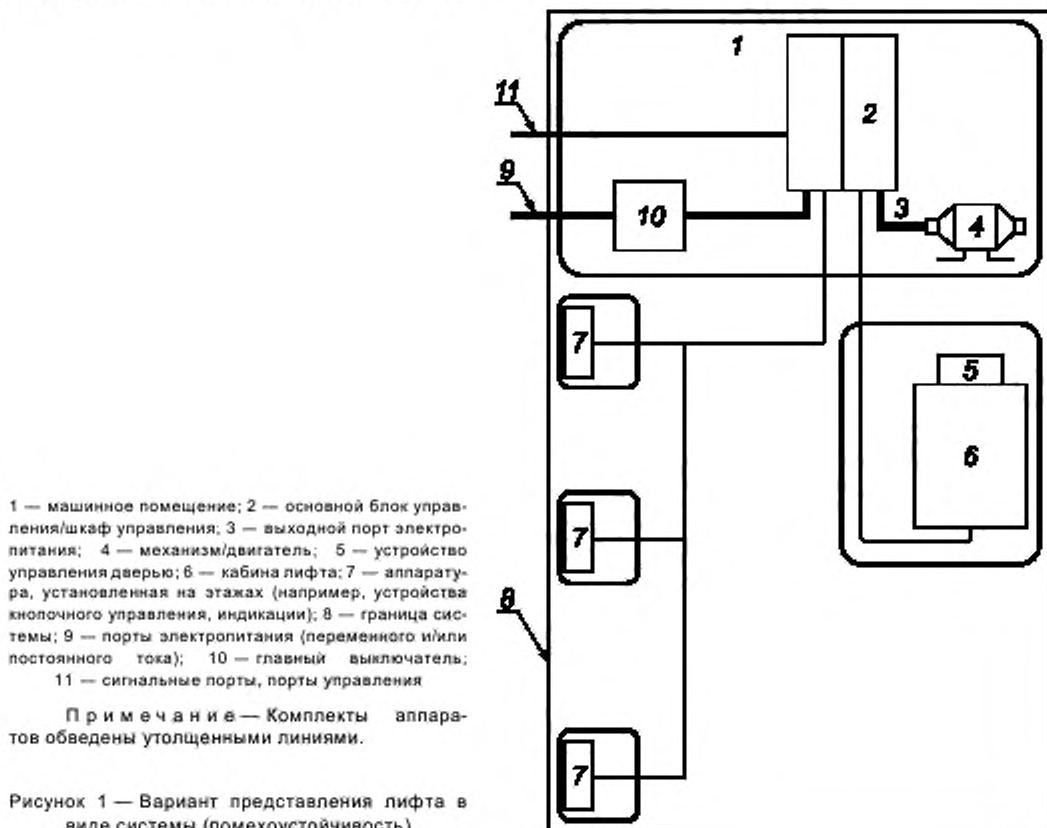 1
11
2
9
10
3
4
7
5
6
7
8
7
1 — машинное помещение; 2 — основной блок управ-
ления/шкаф управления; 3 — выходной порт электро-
питания; 4 — механизм/двигатель; 5 — устройство
управления дверью; 6 — кабина лифта; 7 — аппарату-
ра, установленная на этажах (например, устройства
кнопочного управления, индикации); 8 — граница сис-
темы; 9 — порты электропитания (переменного и/или
постоянного тока); 10 — главный выключатель;
11 — сигнальные порты, порты управления
Примечание — Комплекты аппара-
тов обведены утолщенными линиями.
Рисунок 1 — Вариант представления лифта в
виде системы (помехоустойчивость)